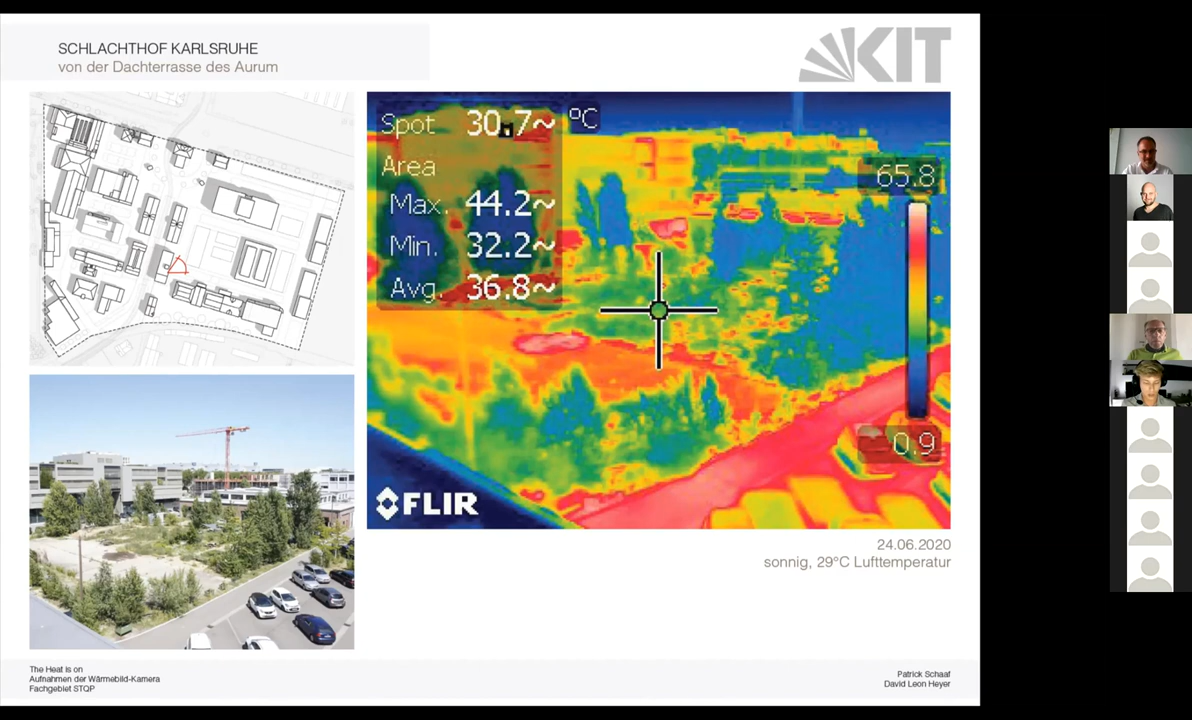 SCHLACHTHOF KARLSRUHE
von der Dachterrasse des Aurum
KIT
Spot 30.7~ °C
Area
Max. 44.2~
Min. 32.2~
Avg. 36.8~
65.8
0.9
FLIR
24.06.2020
sonnig, 29°C Lufttemperatur
The Heat is on
Aufnahmen der Wärmebild-Kamera
Fachgebiet STQP
Patrick Schaaf
David Leon Heyer